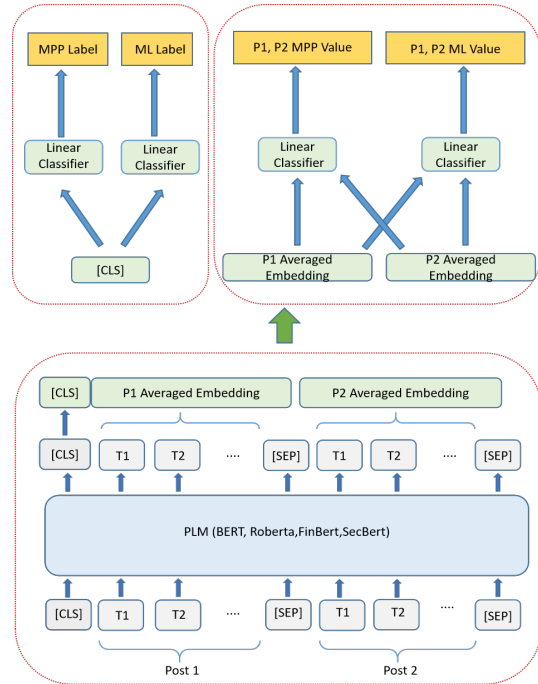 MPP Label
ML Label
Linear
Classifier
Linear
Classifier
[CLS]
P1, P2 MPP Value
P1, P2 ML Value
Linear
Classifier
Linear
Classifier
P1 Averaged
Embedding
P2 Averaged
Embedding
[CLS]
P1 Averaged Embedding
P2 Averaged Embedding
[CLS]
T1
T2
....
[SEP]
T1
T2
....
[SEP]
PLM (BERT, Roberta,FinBert,SecBert)
[CLS]
T1
T2
....
[SEP]
T1
T2
....
[SEP]
Post 1
Post 2